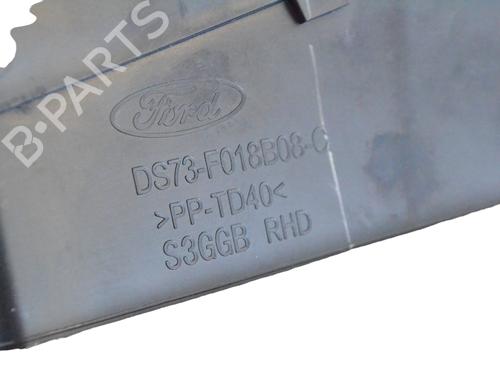 B-PARTS
Ford
DS73-F018B08-C
>PP-TD40<
S3GGB RHD